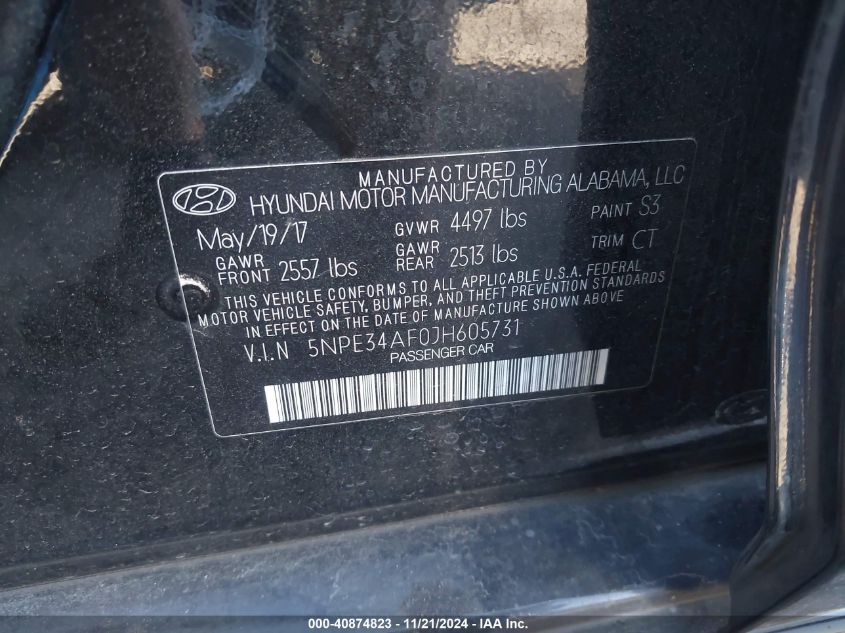 MANUFACTURED BY
HYUNDAI MOTOR MANUFACTURING ALABAMA, LLC
May/19/17 GVWR 4497 lbs PAINT S3
GAWR FRONT 2557 lbs GAWR REAR 2513 lbs TRIM CT
THIS VEHICLE CONFORMS TO ALL APPLICABLE U.S.A. FEDERAL
MOTOR VEHICLE SAFETY, BUMPER, AND THEFT PREVENTION STANDARDS
IN EFFECT ON THE DATE OF MANUFACTURE SHOWN ABOVE
V.I.N 5NPE34AF0JH605731
PASSENGER CAR
000-40874823 - 11/21/2024 - IAAI.com